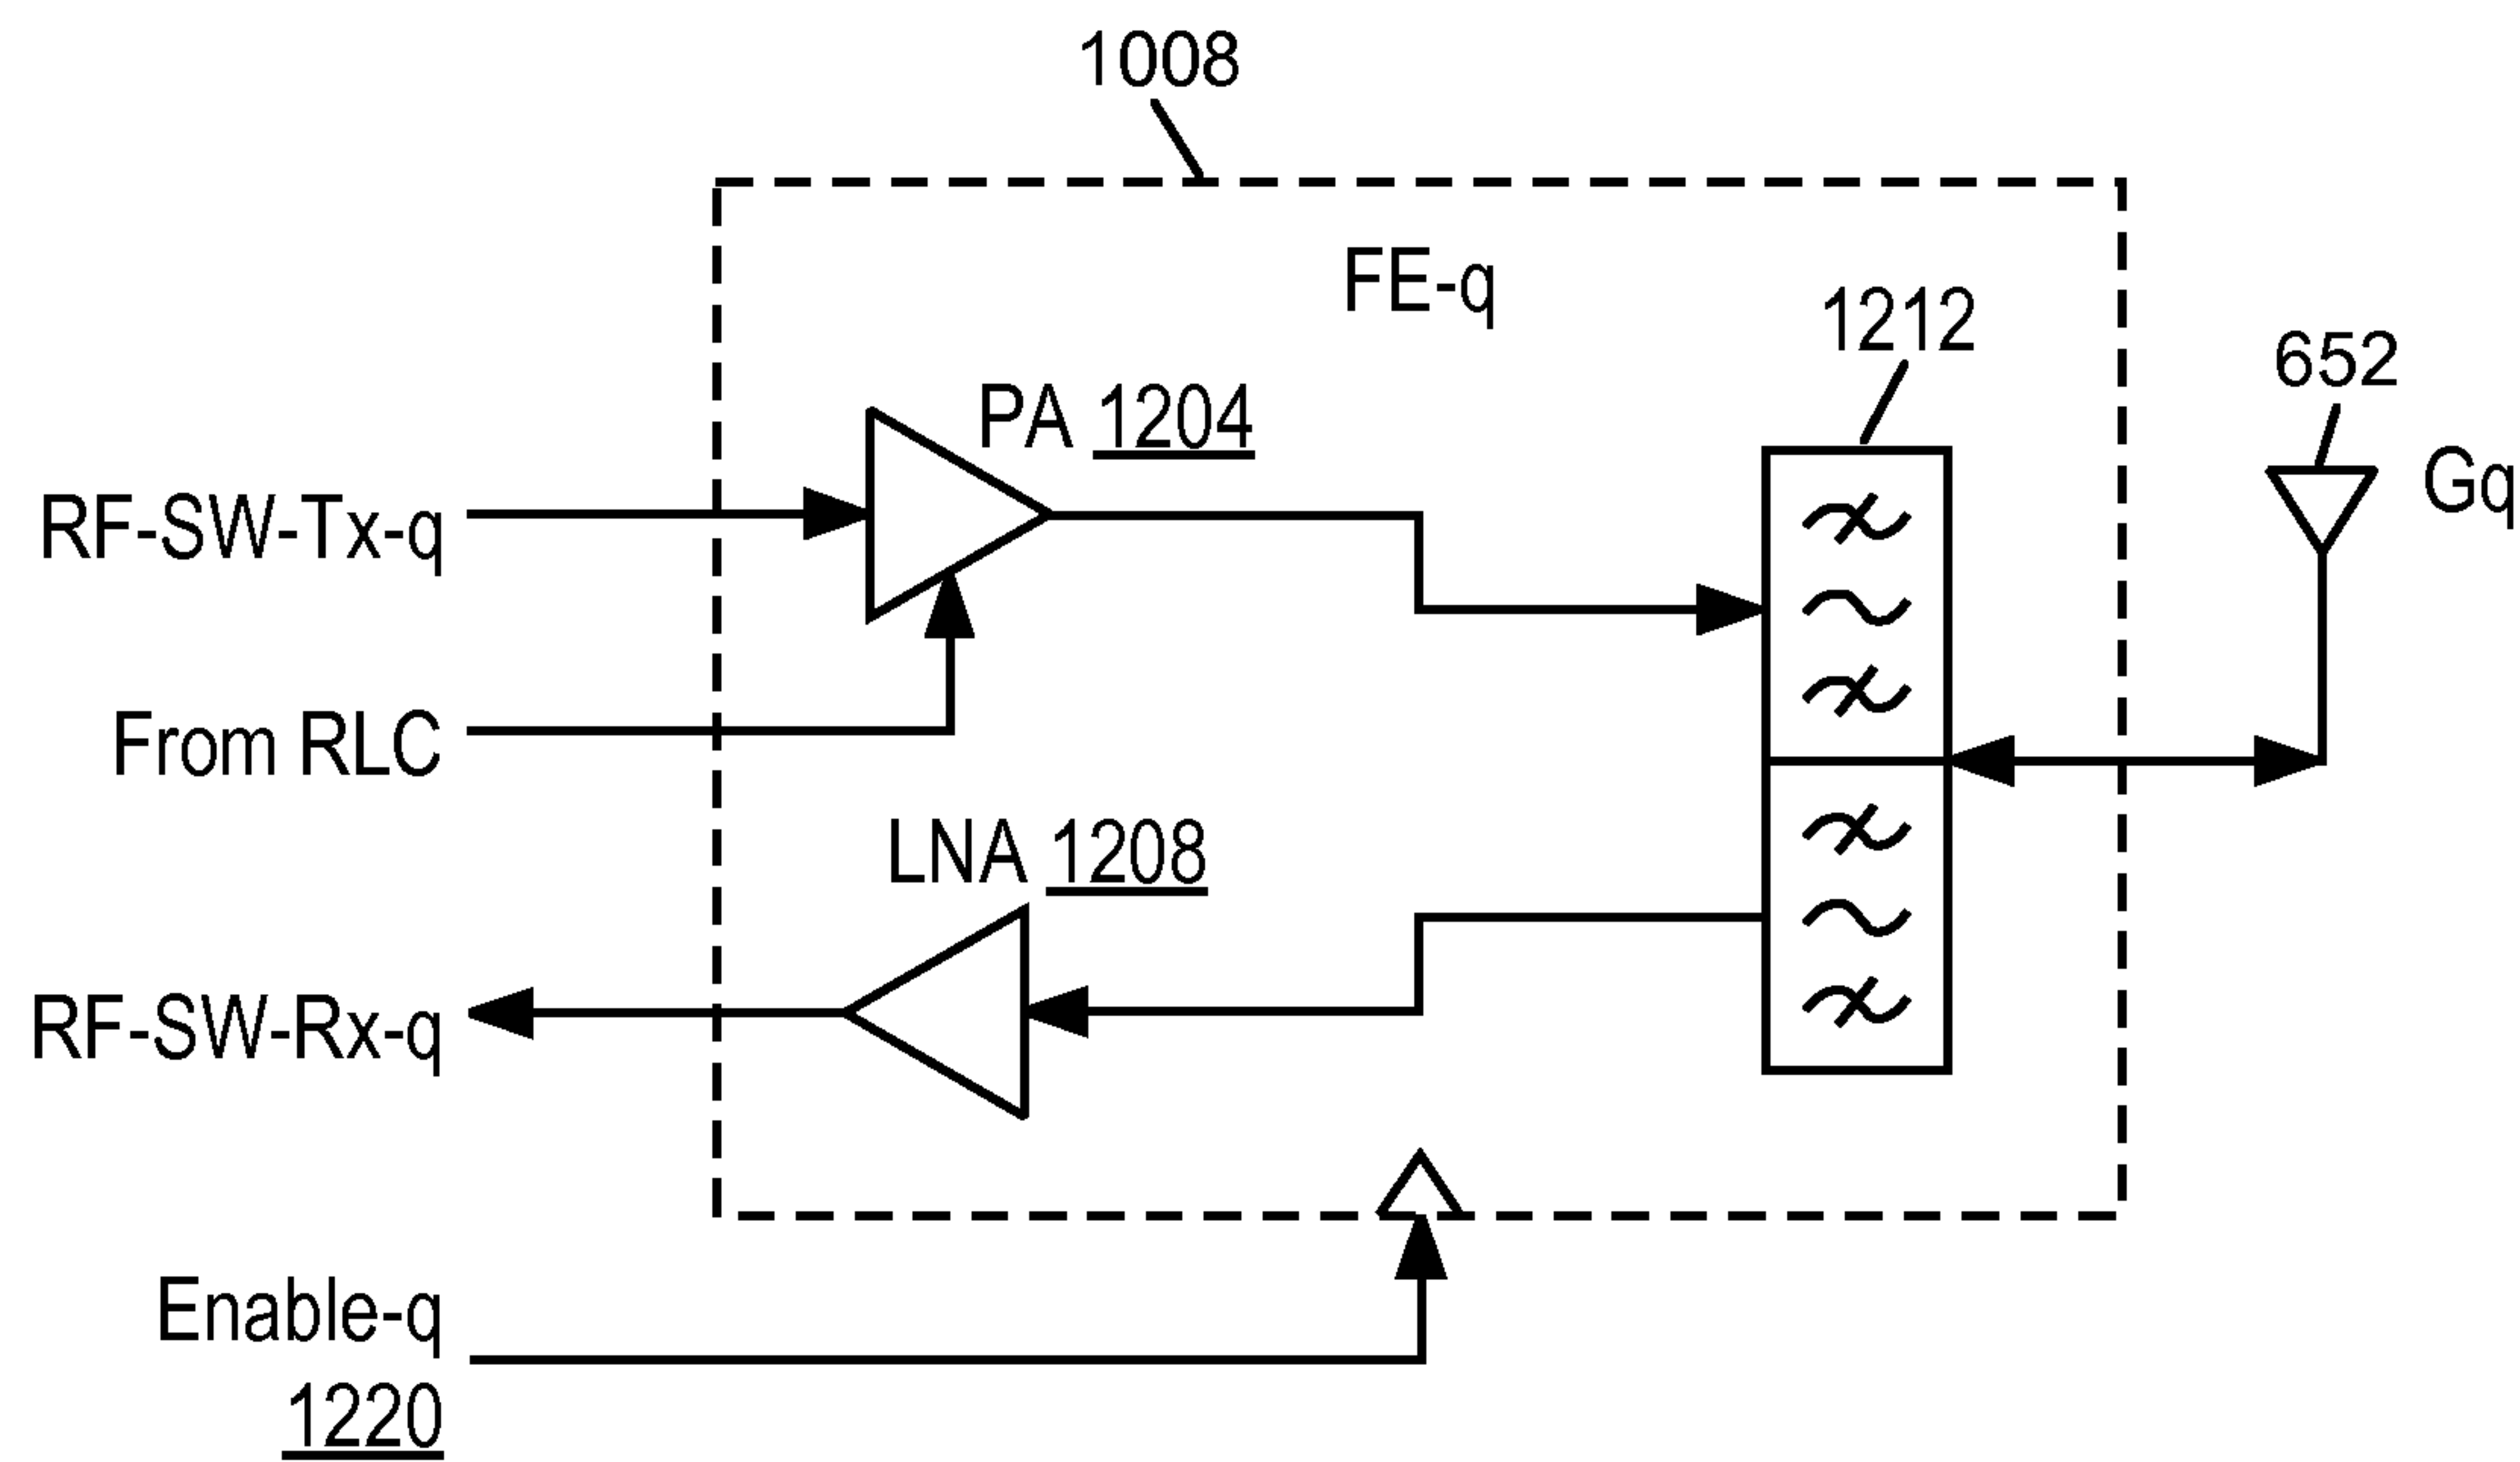 1008
FE-q
1212
652
Gq
PA 1204
RF-SW-Tx-q
From RLC
LNA 1208
RF-SW-Rx-q
Enable-q
1220